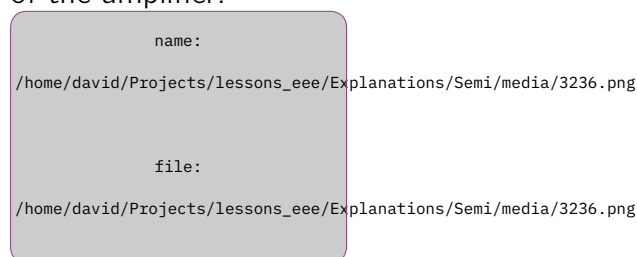 of the amplifier?
name:
/home/david/Projects/lessons_eee/Explanations/Semi/media/3236.png
file:
/home/david/Projects/lessons_eee/Explanations/Semi/media/3236.png